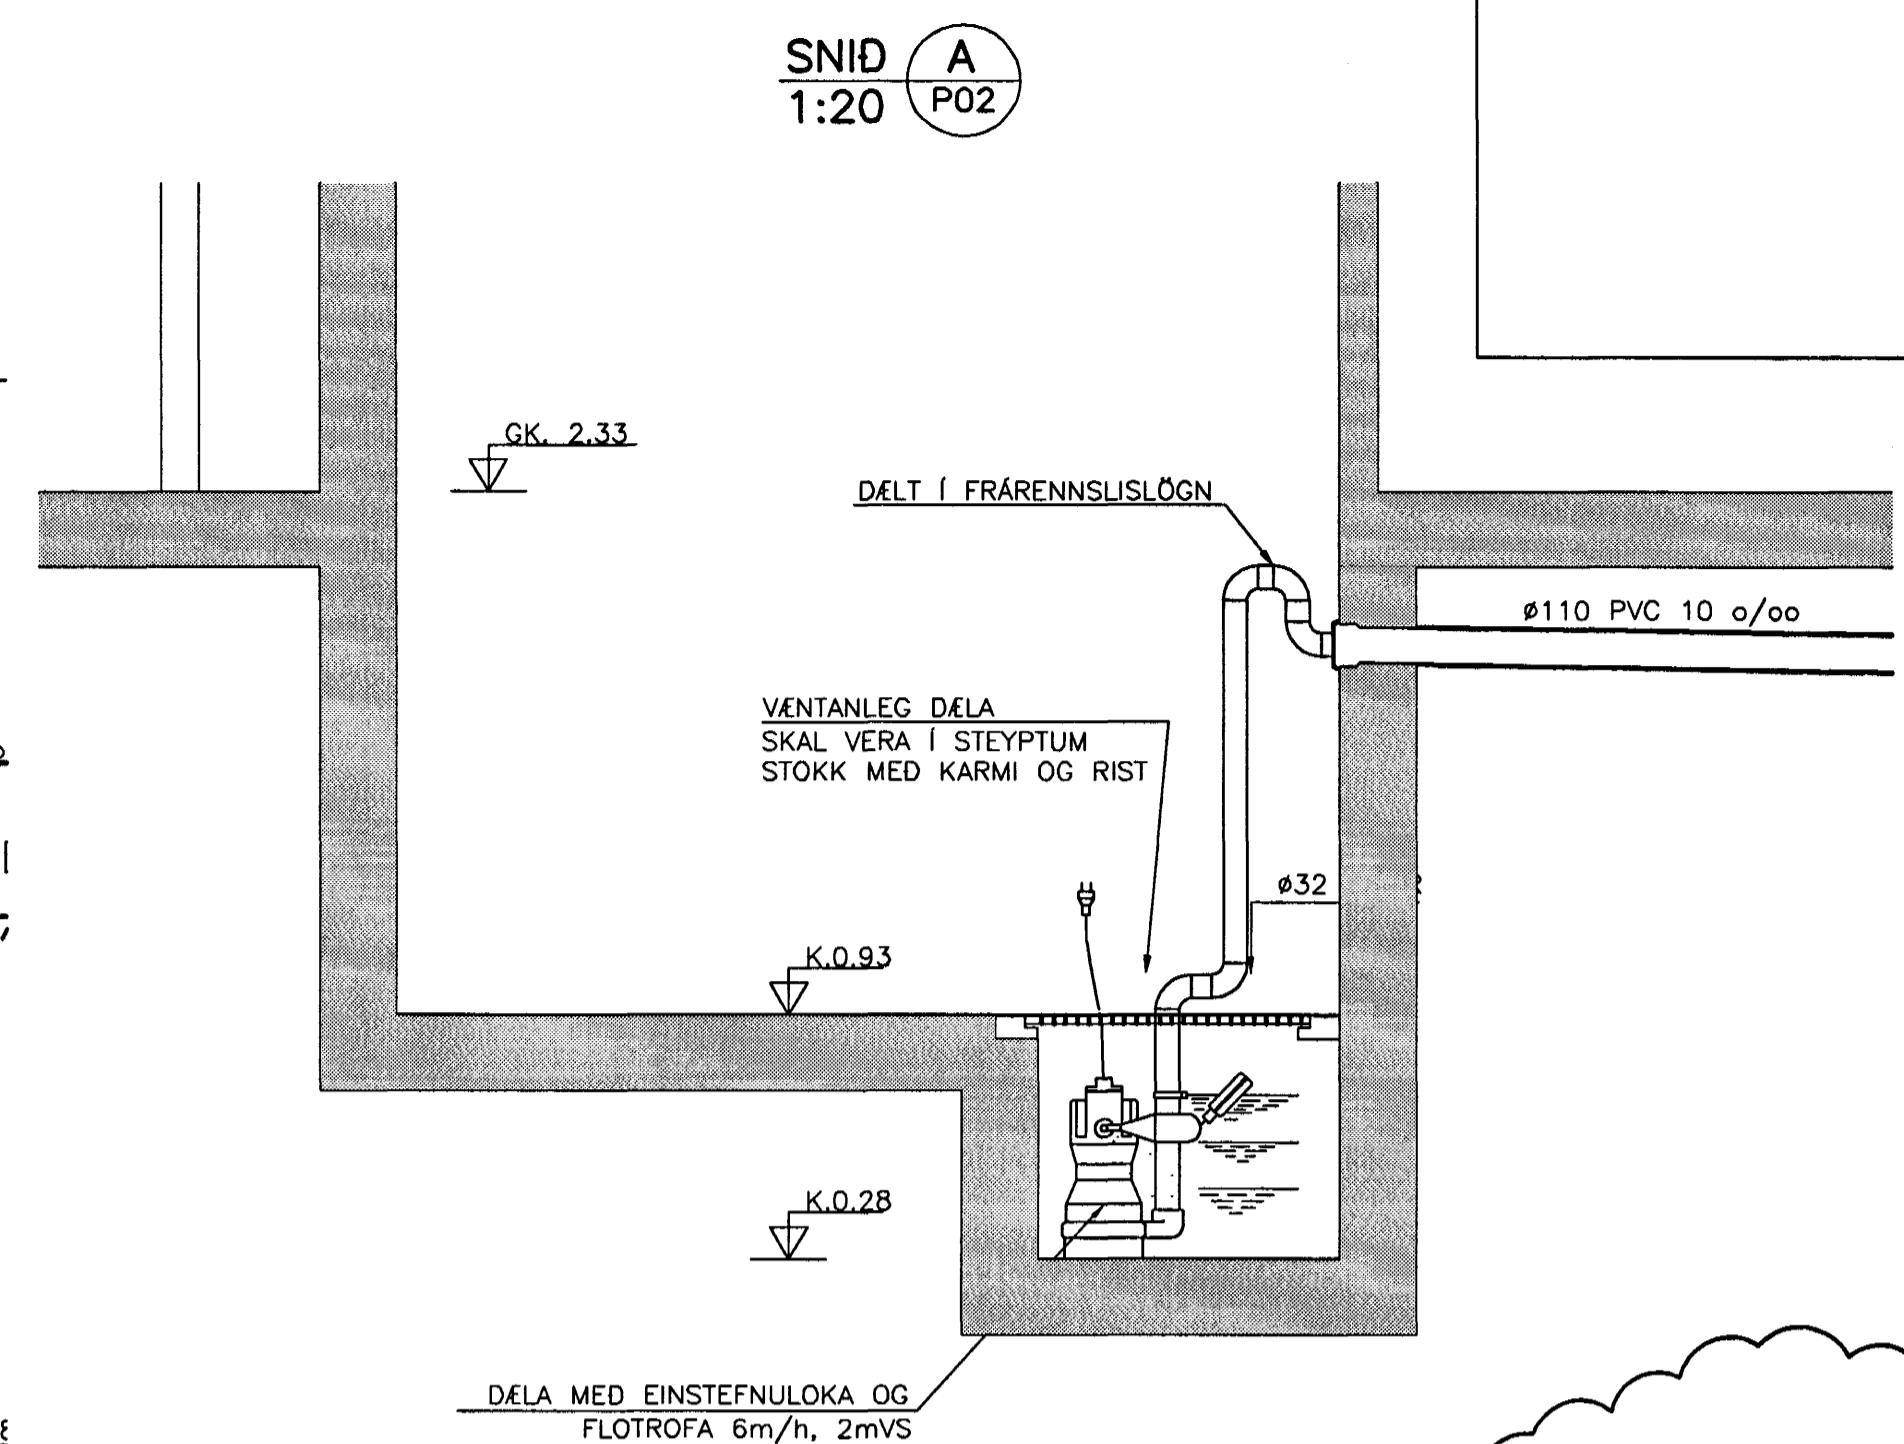 SNIÐ A
1:20 P02
GK. 2.33
DÆLT Í FRÁRENNSLISLÖGN
Ø110 PVC 10 o/oo
VÆNTANLEG DÆLA
SKAL VERA Í STEYPTUM
STOKK MEÐ KARMI OG RIST
Ø32
K.0.93
K.0.28
DÆLA MEÐ EINSTEFNULOKA OG
FLOTROFA 6m/h, 2mVS